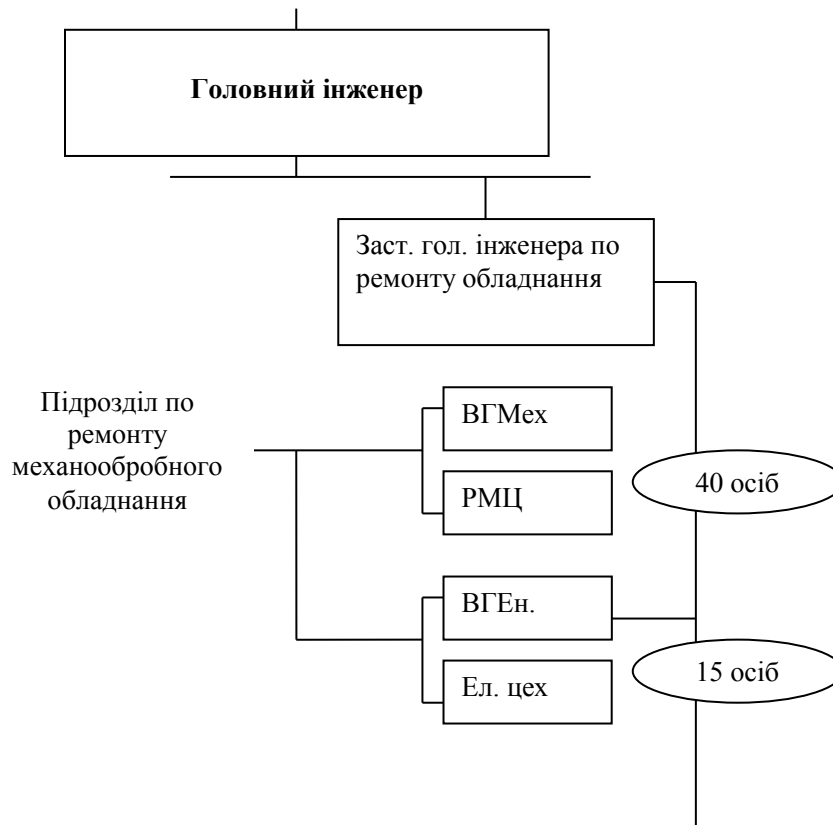 Головний інженер
Заст. гол. інженера по
ремонту обладнання
Підрозділ по
ремонту
механообробного
обладнання
ВГМех
РМЦ
40 осіб
ВГЕн.
Ел. цех
15 осіб